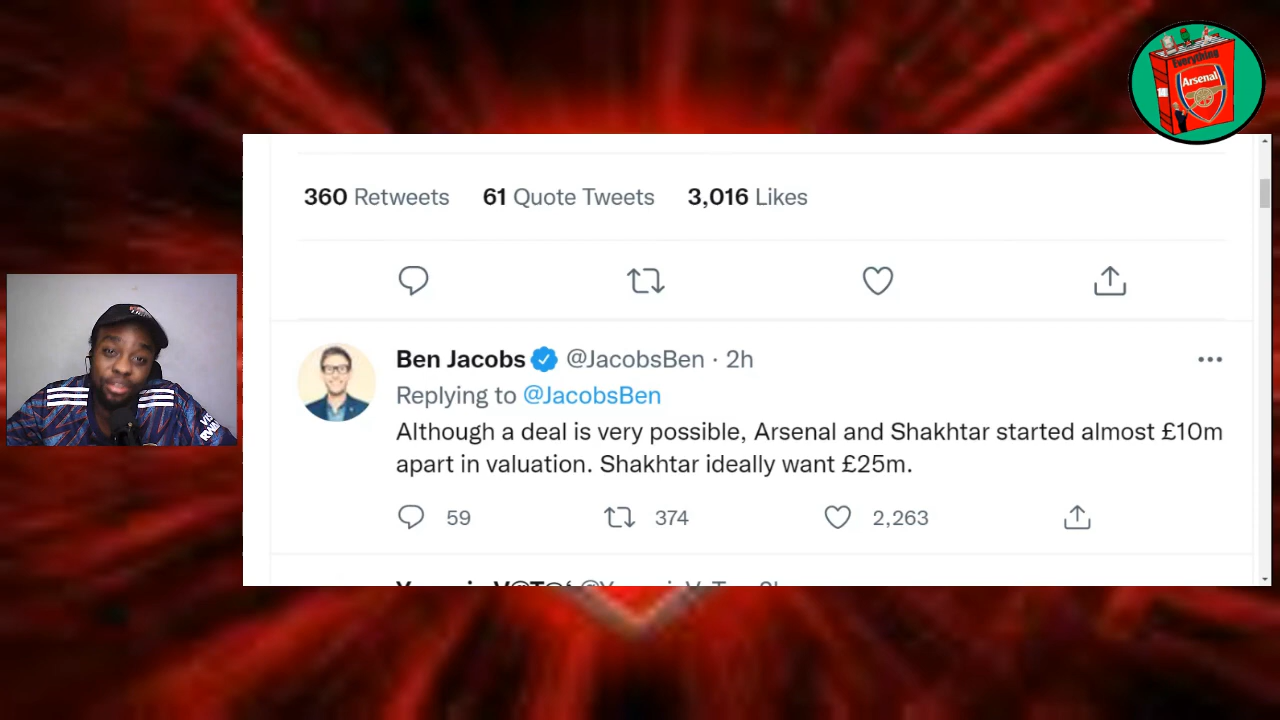 Everything
Arsenal
360 Retweets 61 Quote Tweets 3,016 Likes
Ben Jacobs @JacobsBen · 2h
Replying to @JacobsBen
Although a deal is very possible, Arsenal and Shakhtar started almost £10m
apart in valuation. Shakhtar ideally want £25m.
59 374 2,263